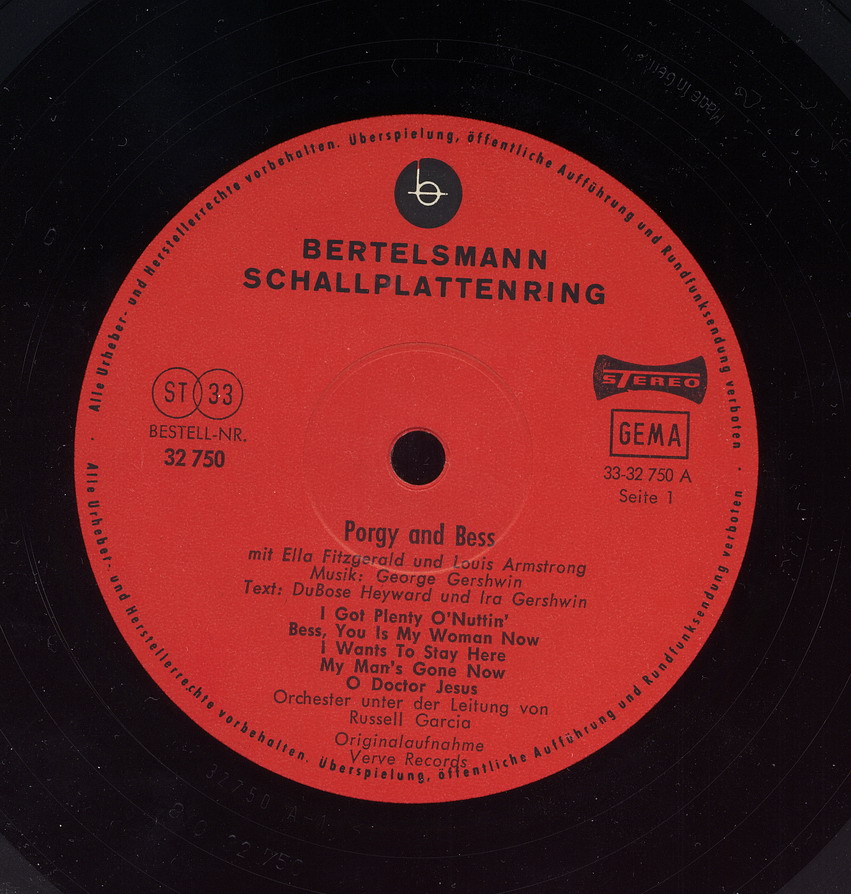 Alle Urheber- und Herstellerrechte vorbehalten. Überspielung, öffentliche Aufführung und Rundfunksendung verboten ·
b
BERTELSMANN
SCHALLPLATTENRING
ST 33
BESTELL-NR.
32 750
STEREO
GEMA
33-32 750 A
Seite 1
Porgy and Bess
mit Ella Fitzgerald und Louis Armstrong
Musik: George Gershwin
Text: DuBose Heyward und Ira Gershwin
I Got Plenty O'Nuttin'
Bess, You Is My Woman Now
I Wants To Stay Here
My Man's Gone Now
O Doctor Jesus
Orchester unter der Leitung von
Russell Garcia
Originalaufnahme
Verve Records
Alle Urheber- und Herstellerrechte vorbehalten. Überspielung, öffentliche Aufführung und Rundfunksendung verboten ·
Made in
32750 A-1